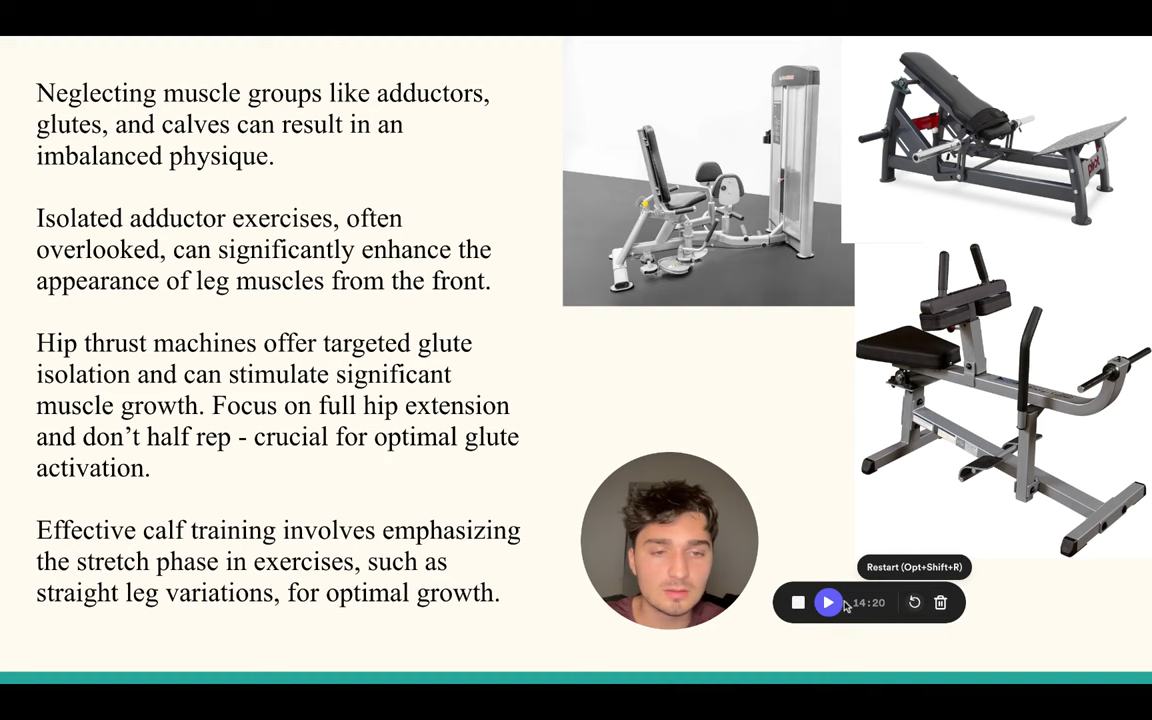 Neglecting muscle groups like adductors,
glutes, and calves can result in an
imbalanced physique.
Isolated adductor exercises, often
overlooked, can significantly enhance the
appearance of leg muscles from the front.
Hip thrust machines offer targeted glute
isolation and can stimulate significant
muscle growth. Focus on full hip extension
and don’t half rep - crucial for optimal glute
activation.
Effective calf training involves emphasizing
the stretch phase in exercises, such as
straight leg variations, for optimal growth.
Restart (Opt+Shift+R)
14:20